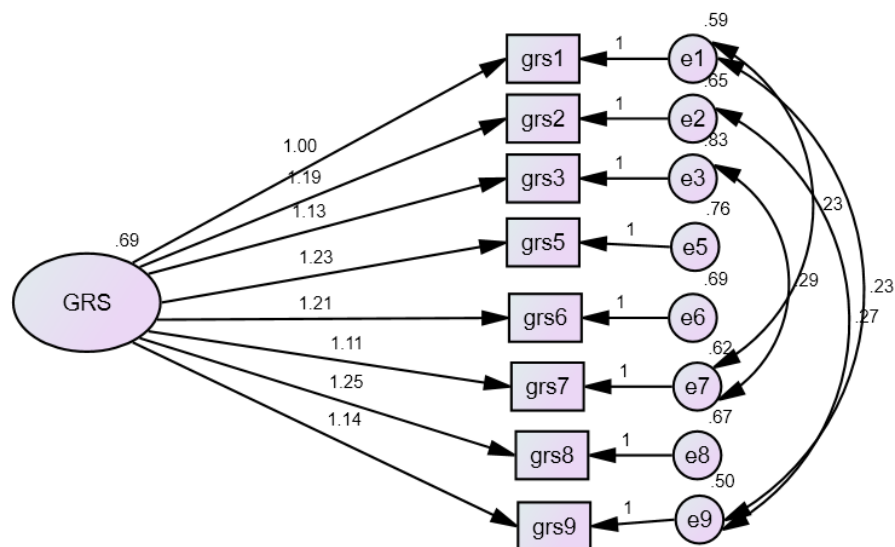 .59
grs1
1
e1
.65
grs2
1
e2
.83
1.00
1.19
grs3
1
e3
1.13
.76
23
.69
1.23
grs5
1
e5
.69
.29
.23
GRS
1.21
grs6
1
e6
.27
.62
1.11
grs7
1
e7
1.25
.67
1.14
grs8
1
e8
.50
grs9
1
e9